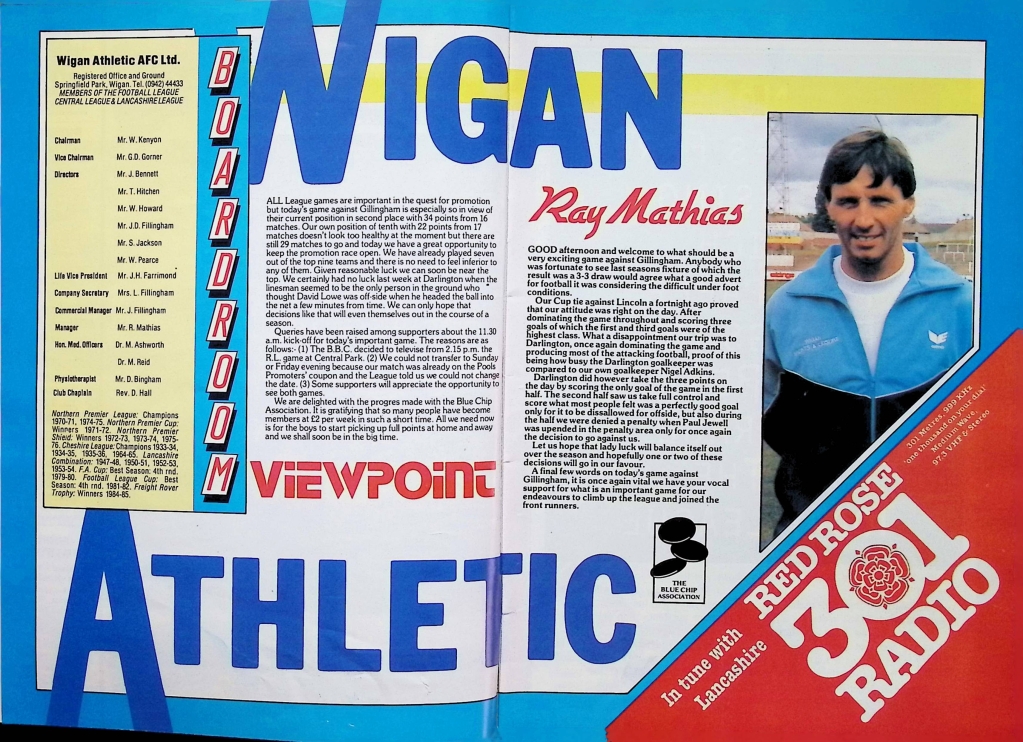 Wigan Athletic AFC Ltd.
Registered Office and Ground
Springfield Park, Wigan. Tel. (0942) 44433
MEMBERS OF THE FOOTBALL LEAGUE
CENTRAL LEAGUE & LANCASHIRE LEAGUE
Chairman Mr. W. Kenyon
Vice Chairman Mr. G.D. Gorner
Directors Mr. J. Bennett
Mr. T. Hitchen
Mr. W. Howard
Mr. J.D. Fillingham
Mr. S. Jackson
Mr. W. Pearce
Life Vice President Mr. J.H. Farrimond
Company Secretary Mrs. L. Fillingham
Commercial Manager Mr. J. Fillingham
Manager Mr. R. Mathias
Hon. Med. Officers Dr. M. Ashworth
Dr. M. Reid
Physiotherapist Mr. D. Bingham
Club Chaplain Rev. D. Hall
Northern Premier League: Champions
1970-71, 1974-75. Northern Premier Cup:
Winners 1971-72. Northern Premier
Shield: Winners 1972-73, 1973-74, 1975-
76. Cheshire League: Champions 1933-34,
1934-35, 1935-36, 1964-65. Lancashire
Combination: 1947-48, 1950-51, 1952-53,
1953-54. F.A. Cup: Best Season: 4th rnd.
1979-80. Football League Cup: Best
Season: 4th rnd. 1981-82. Freight Rover
Trophy: Winners 1984-85.
BOARDROOM
WIGAN
ALL League games are important in the quest for promotion
but today's game against Gillingham is especially so in view of
their current position in second place with 34 points from 16
matches. Our own position of tenth with 22 points from 17
matches doesn't look too healthy at the moment but there are
still 29 matches to go and today we have a great opportunity to
keep the promotion race open. We have already played seven
out of the top nine teams and there is no need to feel inferior to
any of them. Given reasonable luck we can soon be near the
top. We certainly had no luck last week at Darlington when the
linesman seemed to be the only person in the ground who
thought David Lowe was off-side when he headed the ball into
the net a few minutes from time. We can only hope that
decisions like that will even themselves out in the course of a
season.
Queries have been raised among supporters about the 11.30
a.m. kick-off for today's important game. The reasons are as
follows:- (1) The B.B.C. decided to televise from 2.15 p.m. the
R.L. game at Central Park. (2) We could not transfer to Sunday
or Friday evening because our match was already on the Pools
Promoters' coupon and the League told us we could not change
the date. (3) Some supporters will appreciate the opportunity to
see both games.
We are delighted with the progres made with the Blue Chip
Association. It is gratifying that so many people have become
members at £2 per week in such a short time. All we need now
is for the boys to start picking up full points at home and away
and we shall soon be in the big time.
VIEWPOINT
Ray Mathias
GOOD afternoon and welcome to what should be a
very exciting game against Gillingham. Anybody who
was fortunate to see last seasons fixture of which the
result was a 3-3 draw would agree what a good advert
for football it was considering the difficult under foot
conditions.
Our Cup tie against Lincoln a fortnight ago proved
that our attitude was right on the day. After
dominating the game throughout and scoring three
goals of which the first and third goals were of the
highest class. What a disappointment our trip was to
Darlington, once again dominating the game and
producing most of the attacking football, proof of this
being how busy the Darlington goalkeeper was
compared to our own goalkeeper Nigel Adkins.
Darlington did however take the three points on
the day by scoring the only goal of the game in the first
half. The second half saw us take full control and
score what most people felt was a perfectly good goal
only for it to be dissallowed for offside, but also during
the half we were denied a penalty when Paul Jewell
was upended in the penalty area only for once again
the decision to go against us.
Let us hope that lady luck will balance itself out
over the season and hopefully one or two of these
decisions will go in our favour.
A final few words on today's game against
Gillingham, it is once again vital we have your vocal
support for what is an important game for our
endeavours to climb up the league and joined the
front runners.
THE
BLUE CHIP
ASSOCIATION
ATHLETIC
In tune with
Lancashire
RED ROSE
301
RADIO
301 Metres, 999 KHz
'one thousand on your dial'
Medium Wave,
97.3 VHF & Stereo